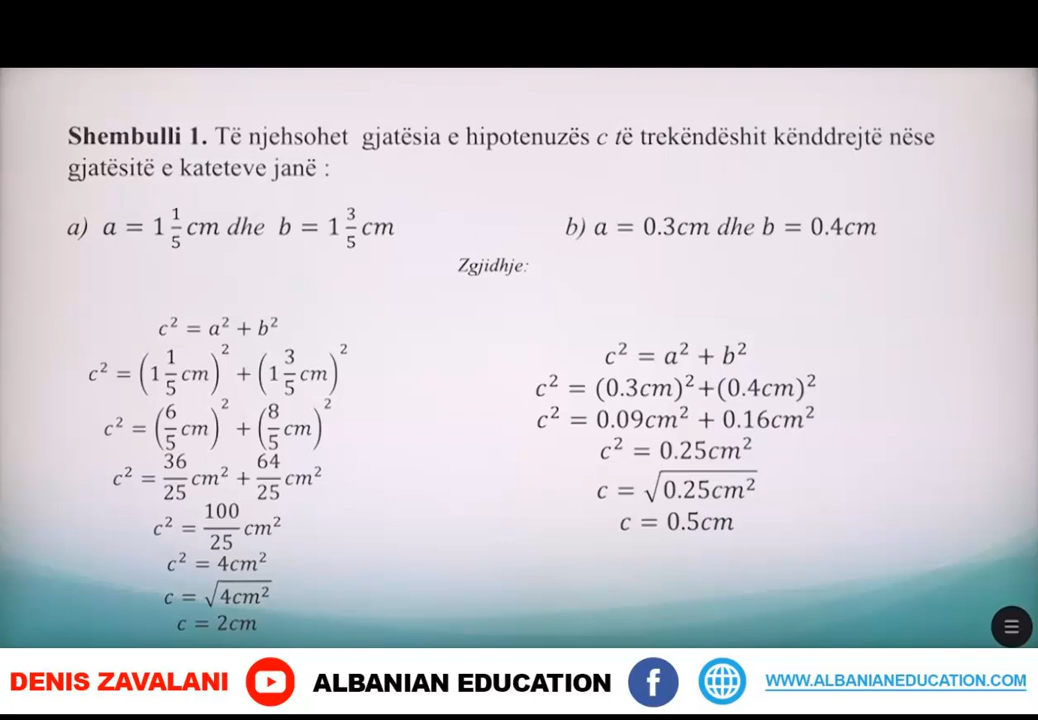 Shembulli 1. Të njehsohet gjatësia e hipotenuzës c të trekëndëshit kënddrejtë nëse
gjatësitë e kateteve janë :
a) a = 1 1/5 cm dhe b = 1 3/5 cm
b) a = 0.3cm dhe b = 0.4cm
Zgjidhje:
c² = a² + b²
c² = (1 1/5 cm)² + (1 3/5 cm)²
c² = (6/5 cm)² + (8/5 cm)²
c² = 36/25 cm² + 64/25 cm²
c² = 100/25 cm²
c² = 4cm²
c = √4cm²
c = 2cm
c² = a² + b²
c² = (0.3cm)²+(0.4cm)²
c² = 0.09cm² + 0.16cm²
c² = 0.25cm²
c = √0.25cm²
c = 0.5cm
DENIS ZAVALANI ALBANIAN EDUCATION f WWW.ALBANIANEDUCATION.COM